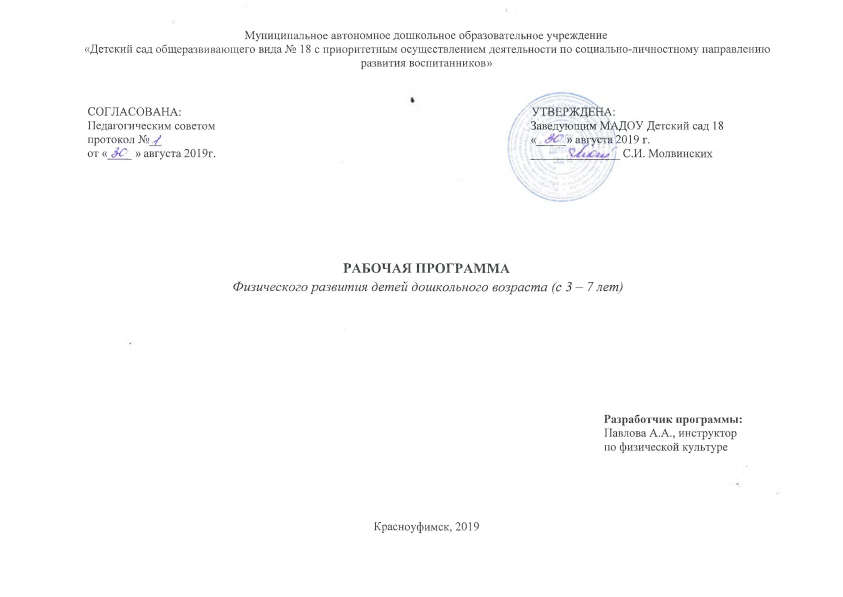 Муниципальное автономное дошкольное образовательное учреждение
«Детский сад общеразвивающего вида № 18 с приоритетным осуществлением деятельности по социально-личностному направлению
развития воспитанников»
СОГЛАСОВАНА:
Педагогическим советом
протокол № 1
от « 30 » августа 2019г.
УТВЕРЖДЕНА:
Заведующим МАДОУ Детский сад 18
« 30 » августа 2019 г.
С.И. Молвинских
РАБОЧАЯ ПРОГРАММА
Физического развития детей дошкольного возраста (с 3 – 7 лет)
Разработчик программы:
Павлова А.А., инструктор
по физической культуре
Красноуфимск, 2019